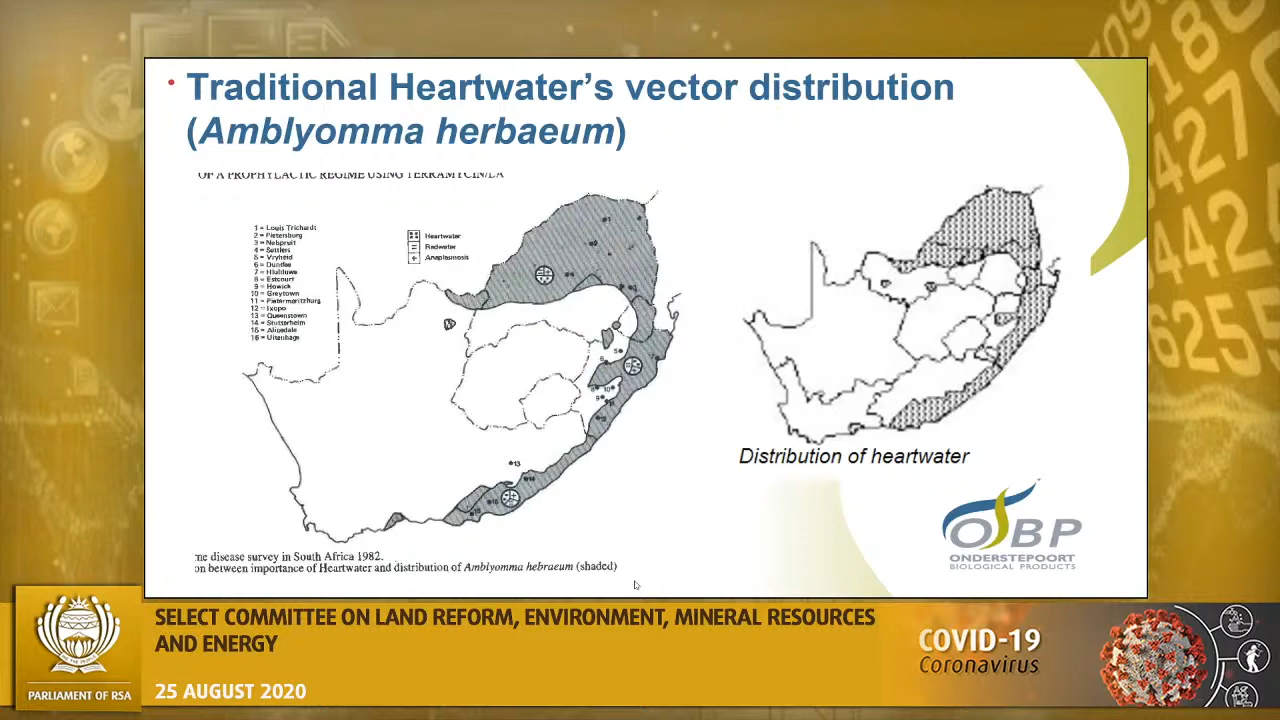 • Traditional Heartwater's vector distribution
(Amblyomma herbaeum)
OF A PROPHYLACTIC REGIME USING TERRAMYCIN/LA
1 = Louis Trichardt
2 = Pietersburg
3 = Nelspruit
4 = Settlers
5 = Vryheid
6 = Dundee
7 = Hluhluwe
8 = Estcourt
9 = Howick
10 = Greytown
11 = Pietermaritzburg
12 = Ixopo
13 = Queenstown
14 = Stutterheim
15 = Alicedale
16 = Uitenhage
Heartwater
Redwater
Anaplasmosis
13
me disease survey in South Africa 1982.
on between importance of Heartwater and distribution of Amblyomma hebraeum (shaded)
Distribution of heartwater
OBP
ONDERSTEPOORT
BIOLOGICAL PRODUCTS
SELECT COMMITTEE ON LAND REFORM, ENVIRONMENT, MINERAL RESOURCES
AND ENERGY
25 AUGUST 2020
PARLIAMENT OF RSA
COVID-19
Coronavirus